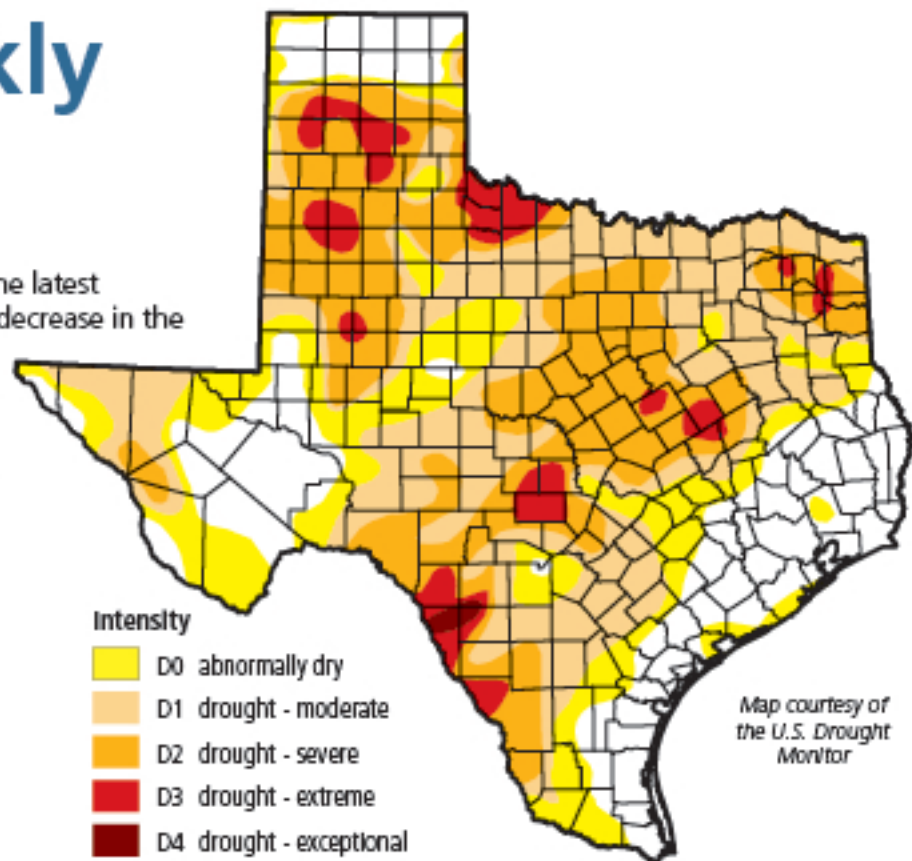 kly
he latest
decrease in the
Intensity
D0 abnormally dry
D1 drought - moderate
D2 drought - severe
D3 drought - extreme
D4 drought - exceptional
Map courtesy of
the U.S. Drought
Monitor